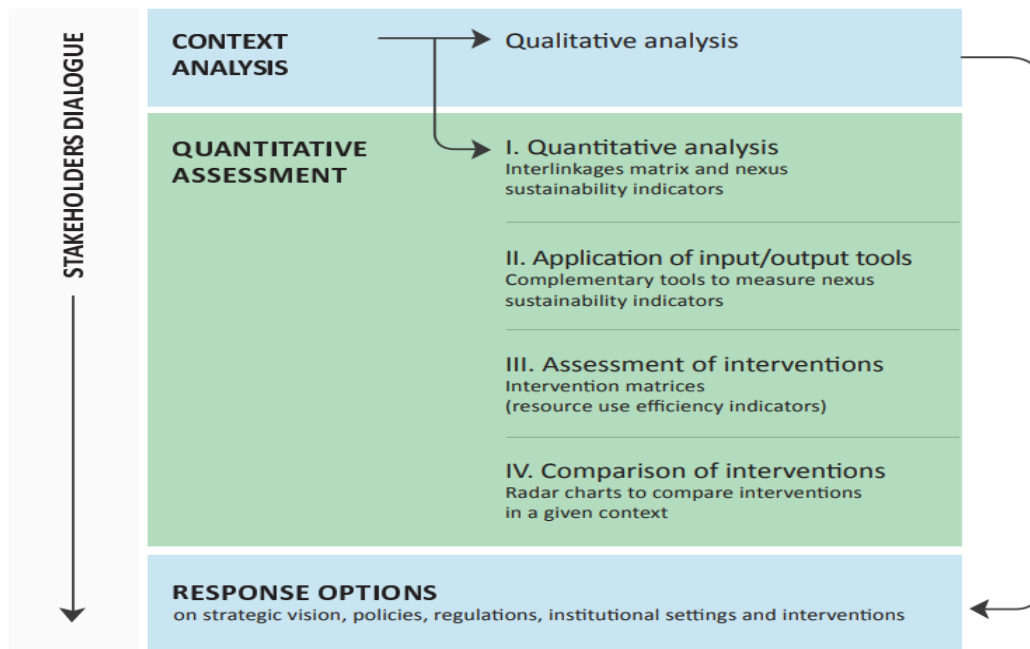 STAKEHOLDERS DIALOGUE
CONTEXT
ANALYSIS
Qualitative analysis
QUANTITATIVE
ASSESSMENT
I. Quantitative analysis
Interlinkages matrix and nexus
sustainability indicators
II. Application of input/output tools
Complementary tools to measure nexus
sustainability indicators
III. Assessment of interventions
Intervention matrices
(resource use efficiency indicators)
IV. Comparison of interventions
Radar charts to compare interventions
in a given context
RESPONSE OPTIONS
on strategic vision, policies, regulations, institutional settings and interventions